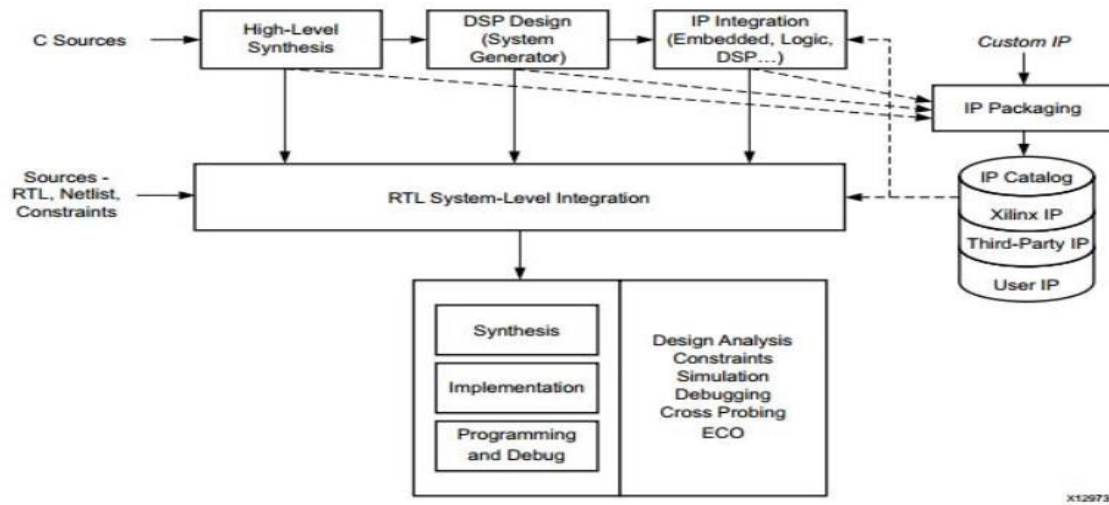 C Sources
High-Level
Synthesis
DSP Design
(System
Generator)
IP Integration
(Embedded, Logic,
DSP...)
Custom IP
IP Packaging
Sources -
RTL, Netlist,
Constraints
RTL System-Level Integration
IP Catalog
Xilinx IP
Third-Party IP
User IP
Synthesis
Implementation
Programming
and Debug
Design Analysis
Constraints
Simulation
Debugging
Cross Probing
ECO
X12973